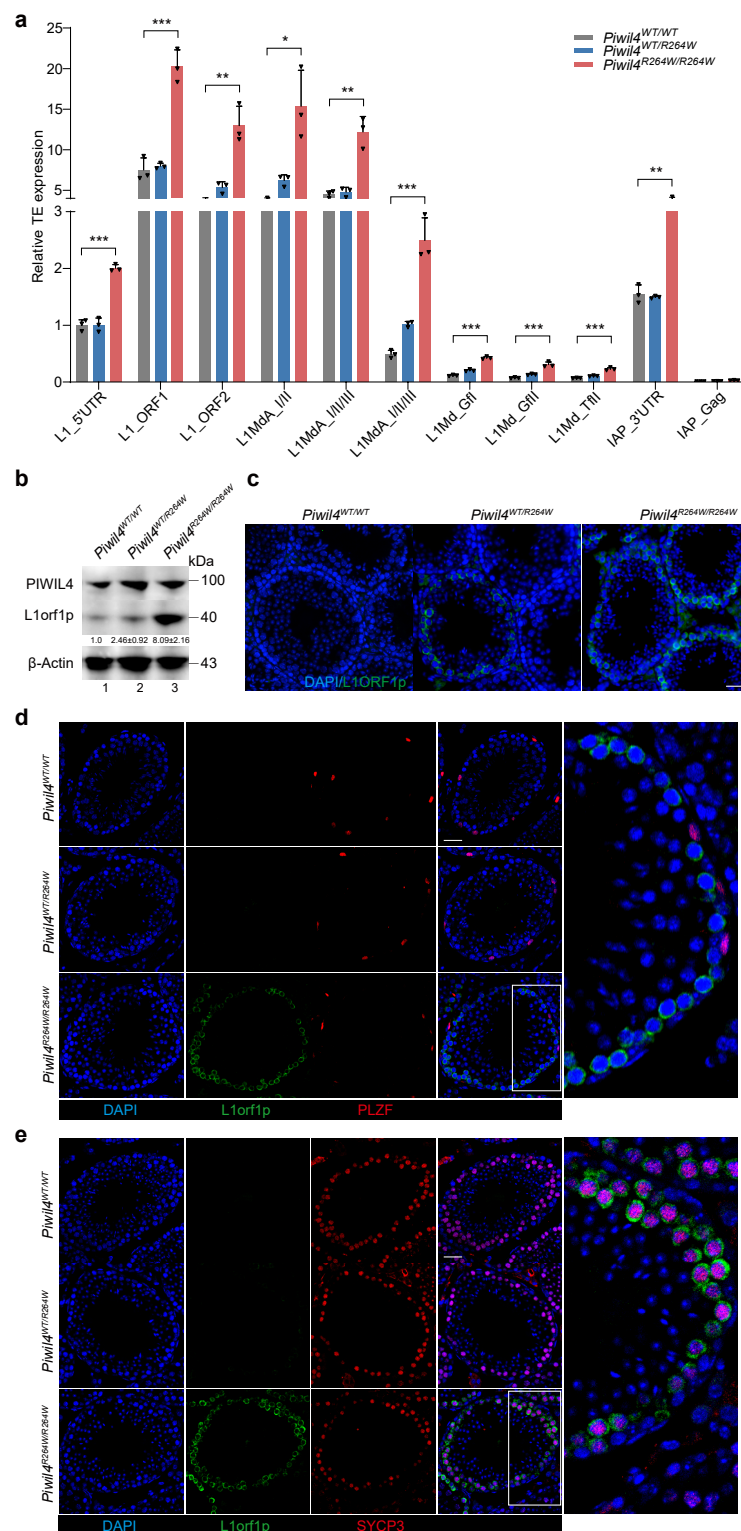 a
Relative TE expression
25
20
15
10
5
3
2
1
0
***
***
**
*
**
***
***
***
***
**
Piwil4WT/WT
Piwil4WT/R264W
Piwil4R264W/R264W
L1_5'UTR
L1_ORF1
L1_ORF2
L1MdA_I/II
L1MdA_I/II/III
L1MdA_I/II/III
L1Md_GfI
L1Md_GfII
L1Md_TfII
IAP_3'UTR
IAP_Gag
b
Piwil4WT/WT
Piwil4WT/R264W
Piwil4R264W/R264W
kDa
PIWIL4 100
L1orf1p 40
1.0 2.46±0.92 8.09±2.16
β-Actin 43
1 2 3
c
Piwil4WT/WT Piwil4WT/R264W Piwil4R264W/R264W
DAPI/L1ORF1p
d
Piwil4WT/WT
Piwil4WT/R264W
Piwil4R264W/R264W
DAPI L1orf1p PLZF
e
Piwil4WT/WT
Piwil4WT/R264W
Piwil4R264W/R264W
DAPI L1orf1p SYCP3